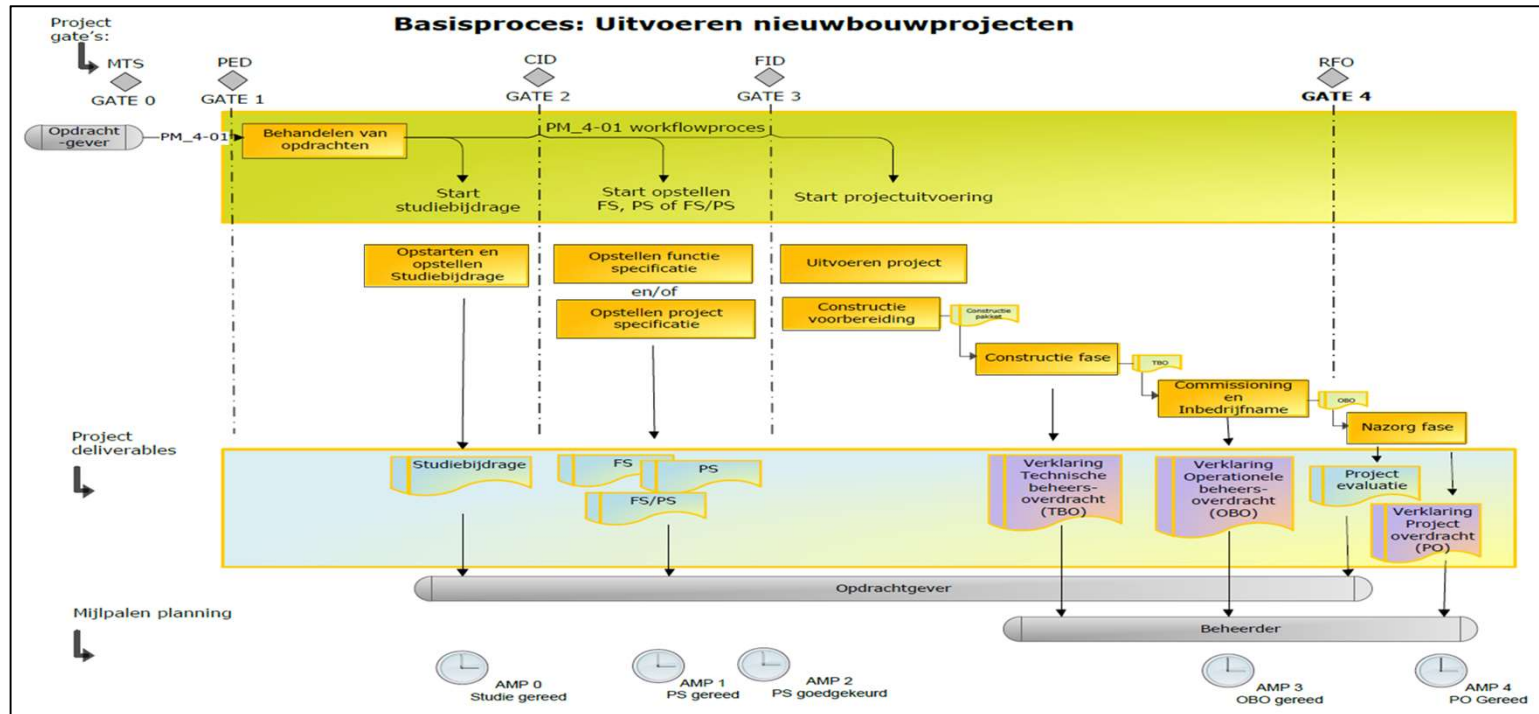 Basisproces: Uitvoeren nieuwbouwprojecten
Project
gate's:
MTS
GATE 0
PED
GATE 1
CID
GATE 2
FID
GATE 3
RFO
GATE 4
Opdracht
-gever
PM_4-01
Behandelen van
opdrachten
PM_4-01 workflowproces
Start
studiebijdrage
Start opstellen
FS, PS of FS/PS
Start projectuitvoering
Opstarten en
opstellen
Studiebijdrage
Opstellen functie
specificatie
en/of
Opstellen project
specificatie
Uitvoeren project
Constructie
voorbereiding
Constructie
pakket
Constructie fase
TBO
Commissioning
en
Inbedrijfname
OBO
Nazorg fase
Project
deliverables
Studiebijdrage
FS
PS
FS/PS
Verklaring
Technische
beheers-
overdracht
(TBO)
Verklaring
Operationele
beheers-
overdracht
(OBO)
Project
evaluatie
Verklaring
Project
overdracht
(PO)
Opdrachtgever
Beheerder
Mijlpalen planning
AMP 0
Studie gereed
AMP 1
PS gereed
AMP 2
PS goedgekeurd
AMP 3
OBO gereed
AMP 4
PO Gereed